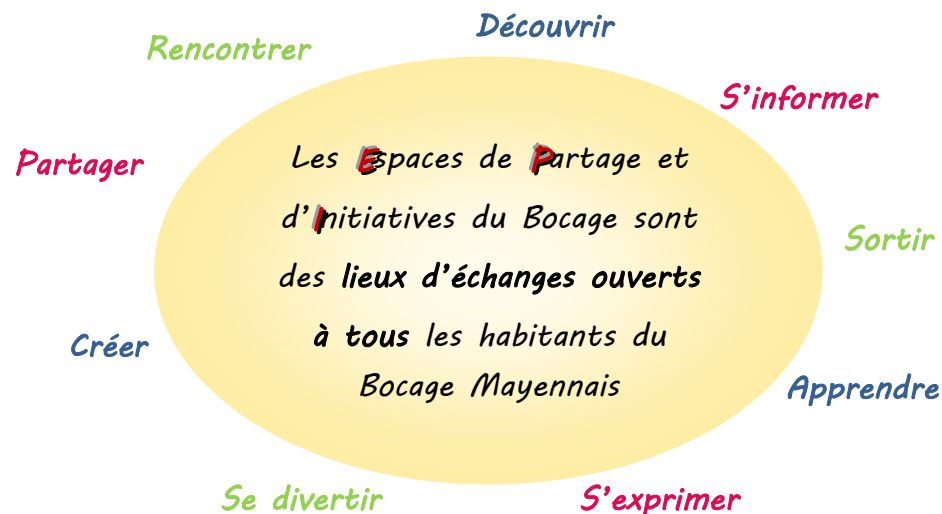 Découvrir
Rencontrer
S'informer
Partager
Les Espaces de Partage et
d'Initiatives du Bocage sont
des lieux d'échanges ouverts
à tous les habitants du
Bocage Mayennais
Sortir
Créer
Apprendre
Se divertir
S'exprimer